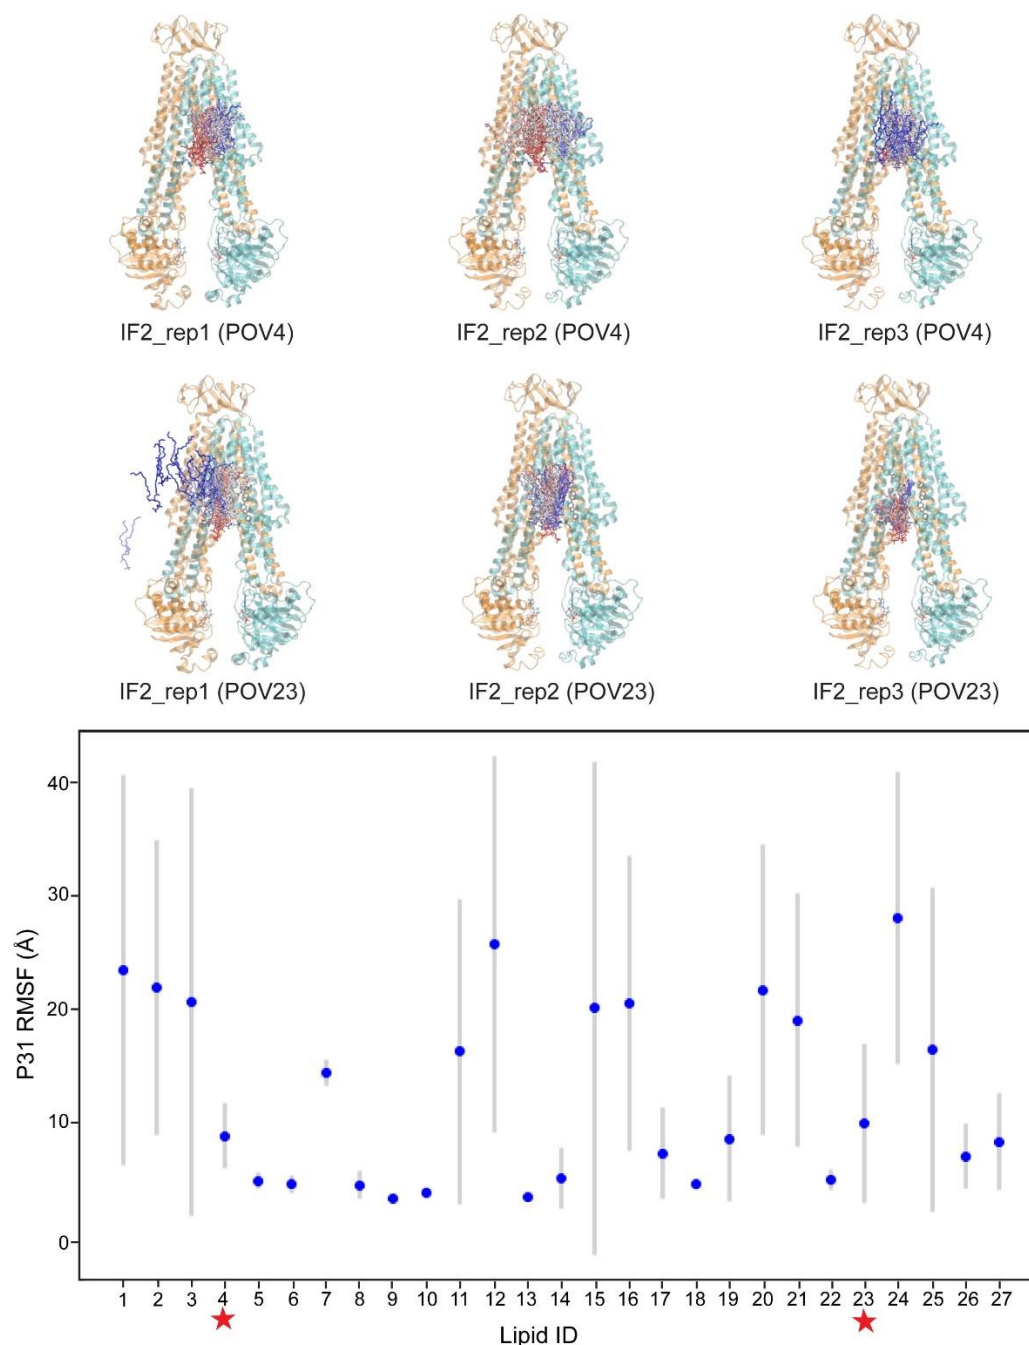 IF2_rep1 (POV4)
IF2_rep2 (POV4)
IF2_rep3 (POV4)
IF2_rep1 (POV23)
IF2_rep2 (POV23)
IF2_rep3 (POV23)
P31 RMSF (Å)
40
30
20
10
0
1 2 3 4 5 6 7 8 9 10 11 12 13 14 15 16 17 18 19 20 21 22 23 24 25 26 27
Lipid ID